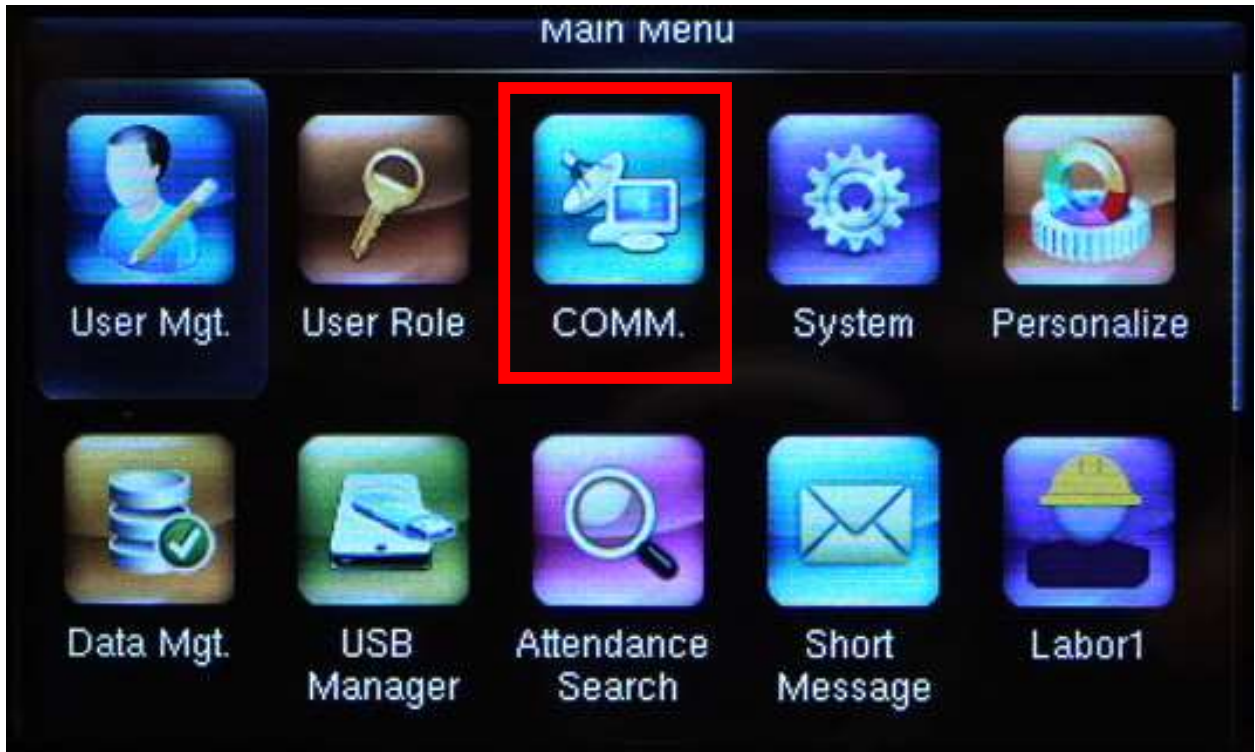 Main Menu
User Mgt.
User Role
COMM.
System
Personalize
Data Mgt.
USB
Manager
Attendance
Search
Short
Message
Labor1